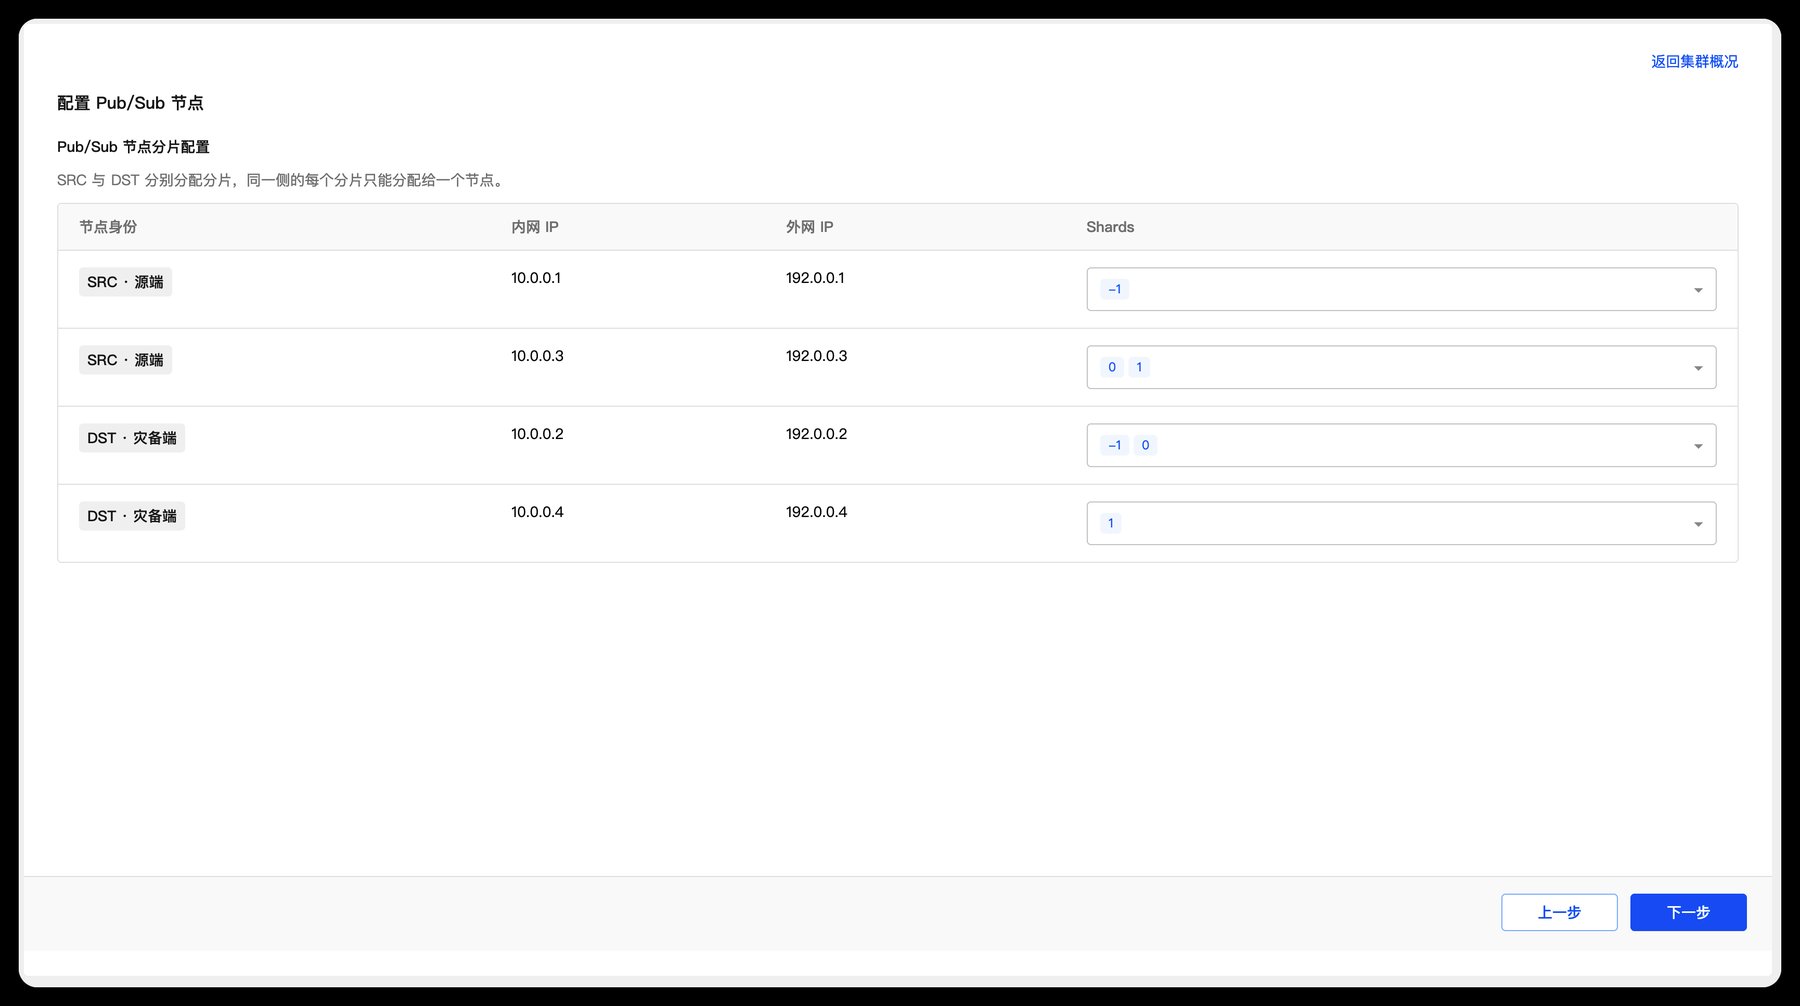 返回集群概况
配置 Pub/Sub 节点
Pub/Sub 节点分片配置
SRC 与 DST 分别分配分片，同一侧的每个分片只能分配给一个节点。
节点身份 内网 IP 外网 IP Shards
SRC · 源端 10.0.0.1 192.0.0.1 -1
SRC · 源端 10.0.0.3 192.0.0.3 0 1
DST · 灾备端 10.0.0.2 192.0.0.2 -1 0
DST · 灾备端 10.0.0.4 192.0.0.4 1
上一步 下一步